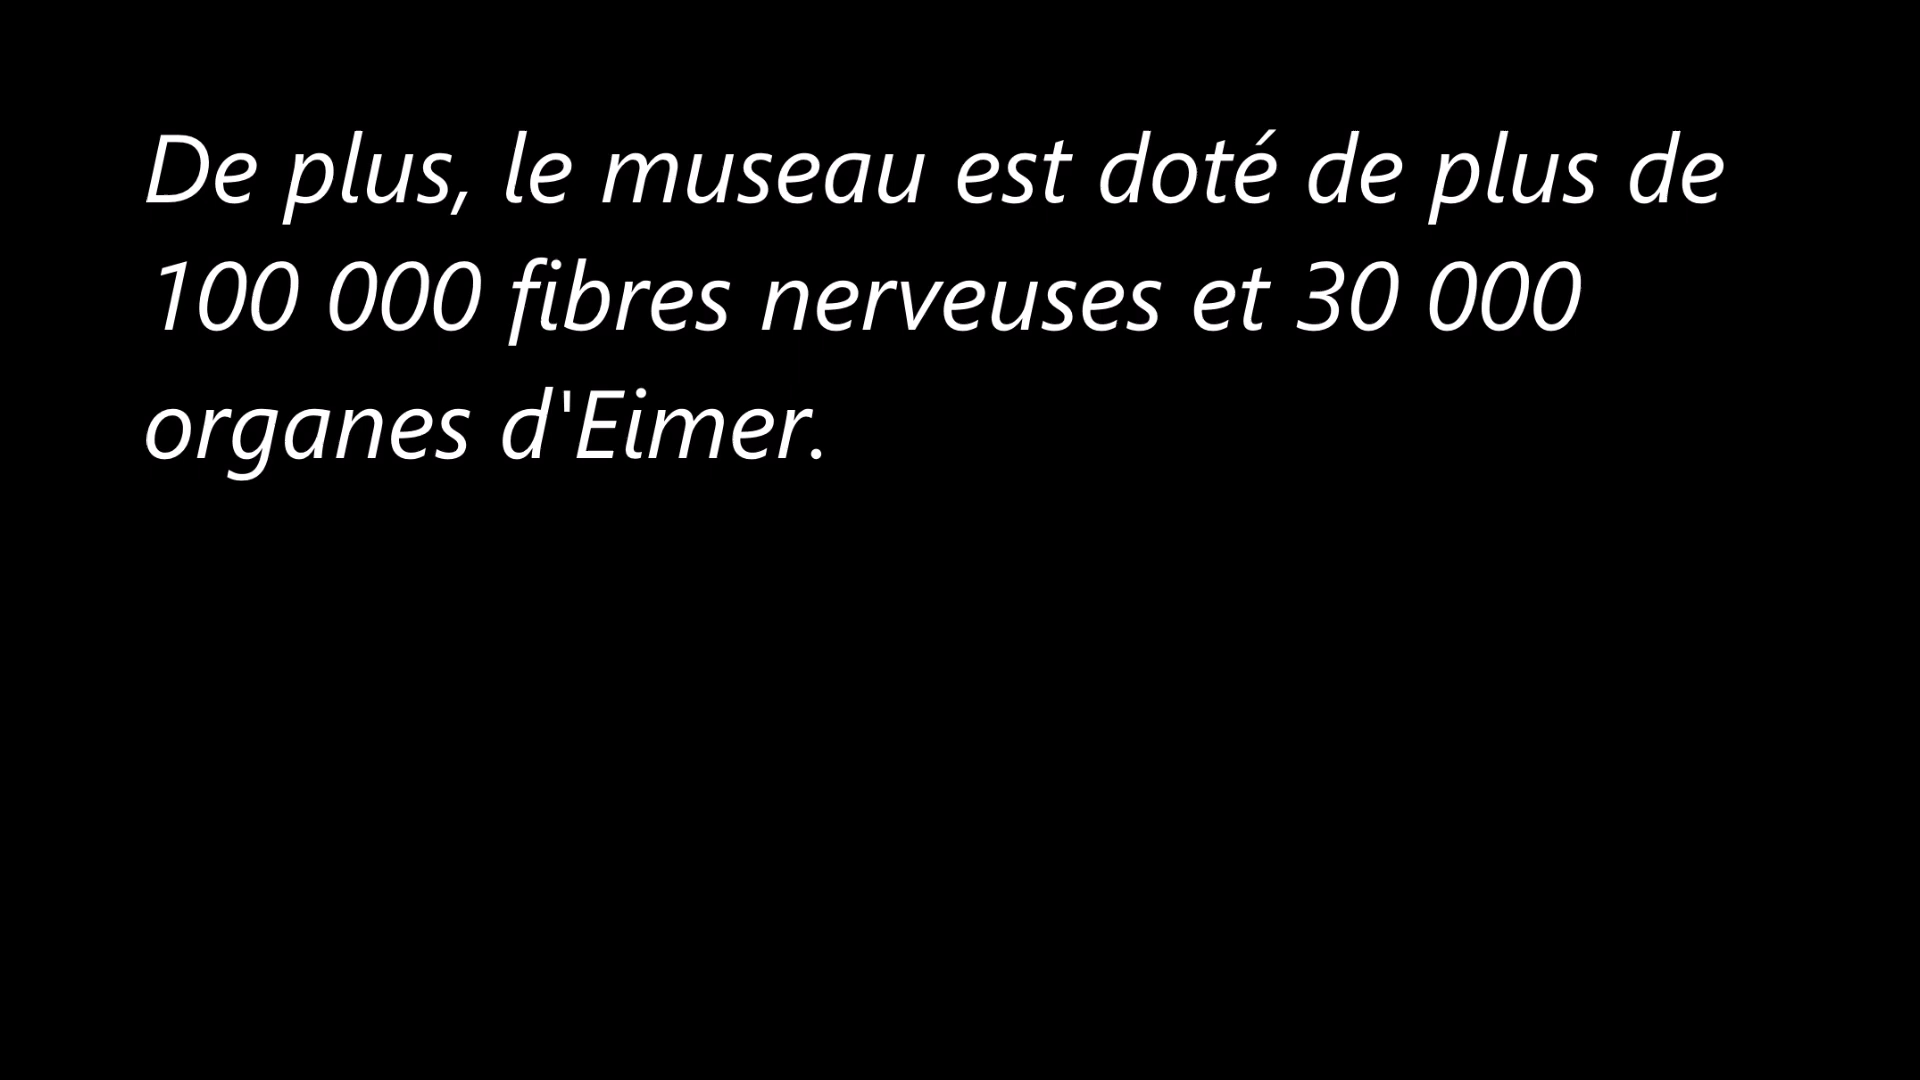 De plus, le museau est doté de plus de
100 000 fibres nerveuses et 30 000
organes d'Eimer.